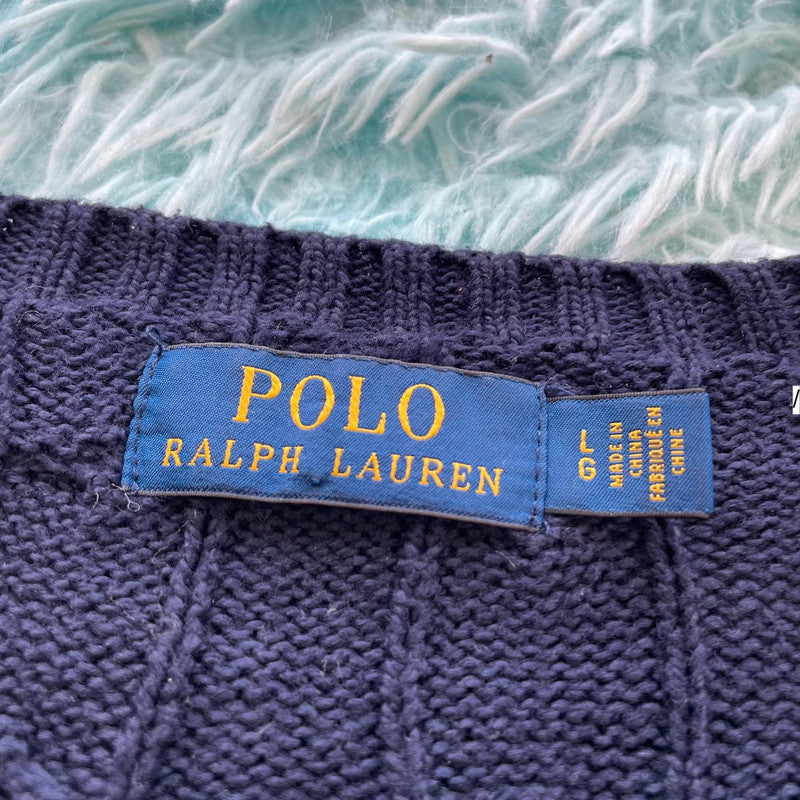 POLO
RALPH LAUREN
L
G
MADE IN
CHINA
FABRIQUÉ EN
CHINE